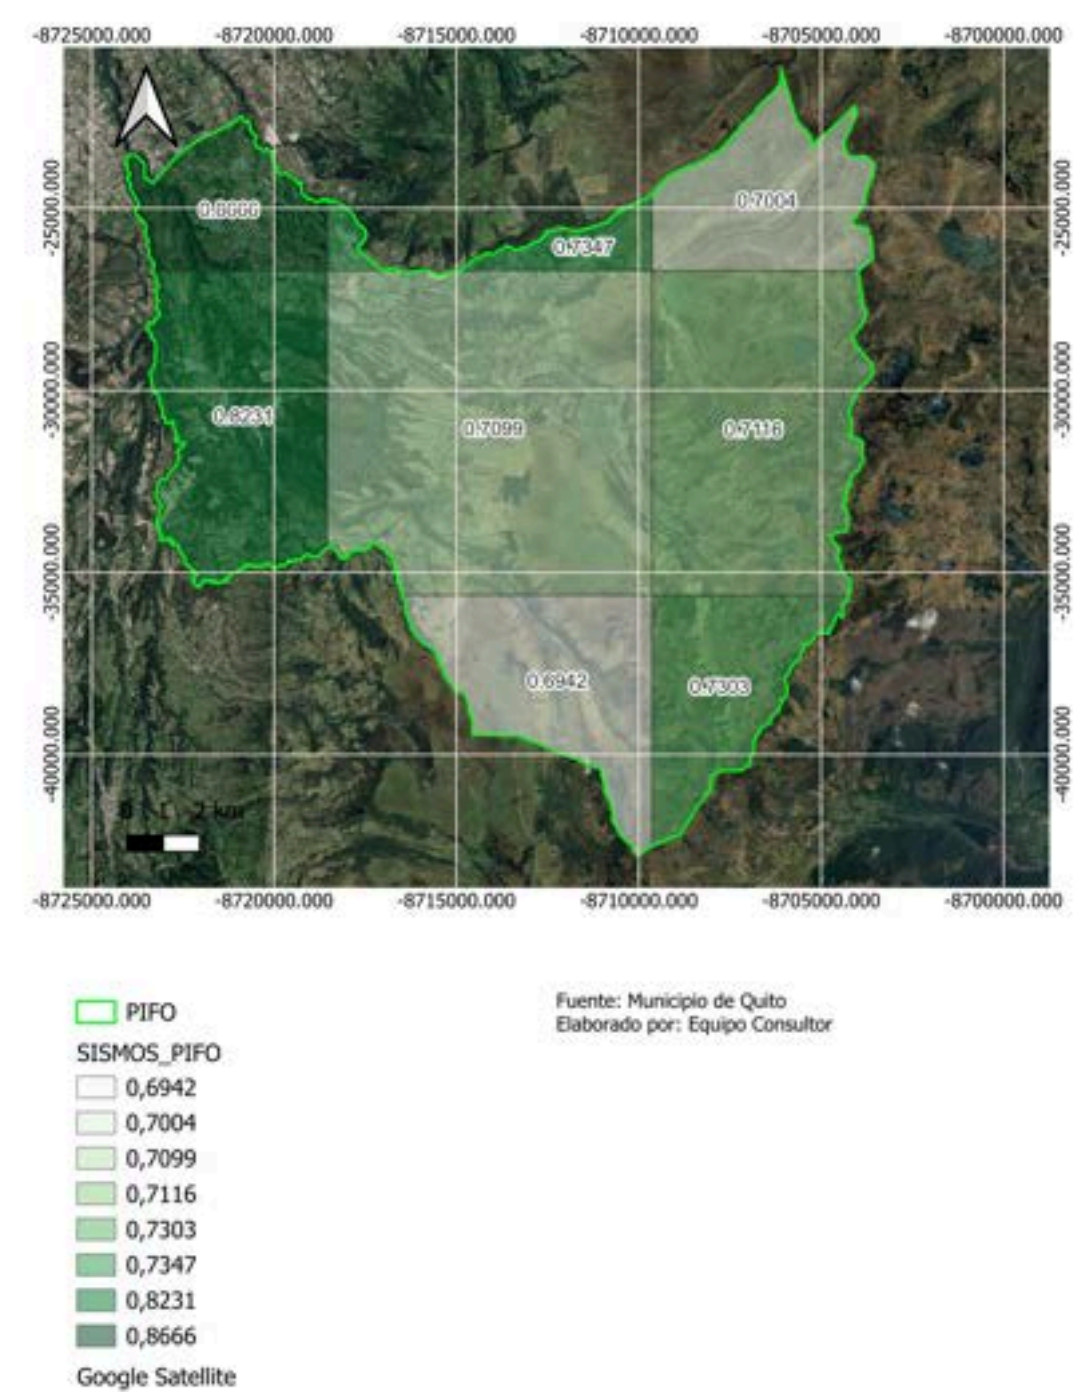 -8725000.000 -8720000.000 -8715000.000 -8710000.000 -8705000.000 -8700000.000
-25000.000 -25000.000
0.8666 0.7347 0.7004
-30000.000 -30000.000
0.8231 0.7099 0.7116
-35000.000 -35000.000
0.6942 0.7303
-40000.000 -40000.000
0 1 2 km
-8725000.000 -8720000.000 -8715000.000 -8710000.000 -8705000.000 -8700000.000
PIFO
SISMOS_PIFO
0,6942
0,7004
0,7099
0,7116
0,7303
0,7347
0,8231
0,8666
Google Satellite
Fuente: Municipio de Quito
Elaborado por: Equipo Consultor